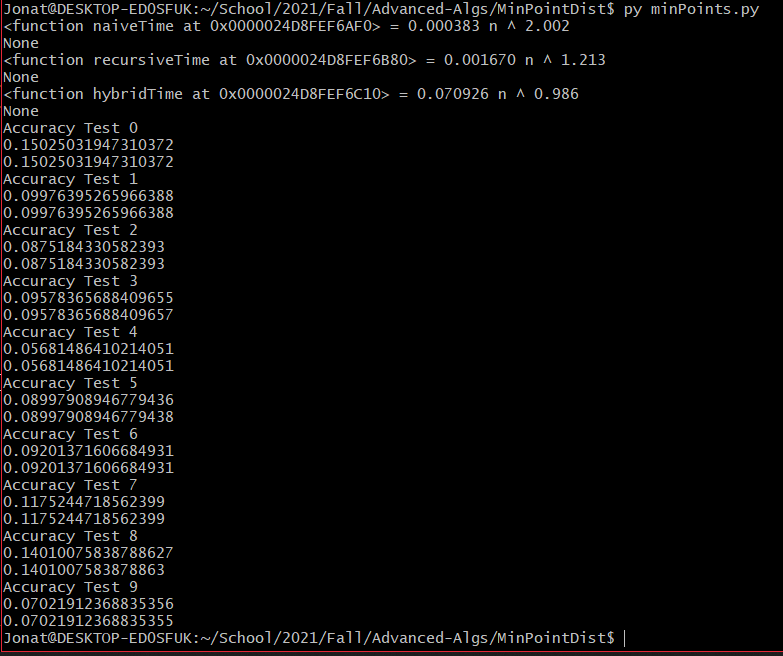 Jonat@DESKTOP-EDOSFUK:~/School/2021/Fall/Advanced-Algs/MinPointDist$ py minPoints.py
<function naiveTime at 0x0000024D8FEF6AF0> = 0.000383 n ^ 2.002
None
<function recursiveTime at 0x0000024D8FEF6B80> = 0.001670 n ^ 1.213
None
<function hybridTime at 0x0000024D8FEF6C10> = 0.070926 n ^ 0.986
None
Accuracy Test 0
0.15025031947310372
0.15025031947310372
Accuracy Test 1
0.09976395265966388
0.09976395265966388
Accuracy Test 2
0.0875184330582393
0.0875184330582393
Accuracy Test 3
0.09578365688409655
0.09578365688409657
Accuracy Test 4
0.05681486410214051
0.05681486410214051
Accuracy Test 5
0.08997908946779436
0.08997908946779438
Accuracy Test 6
0.09201371606684931
0.09201371606684931
Accuracy Test 7
0.1175244718562399
0.1175244718562399
Accuracy Test 8
0.14010075838788627
0.1401007583878863
Accuracy Test 9
0.07021912368835356
0.07021912368835355
Jonat@DESKTOP-EDOSFUK:~/School/2021/Fall/Advanced-Algs/MinPointDist$